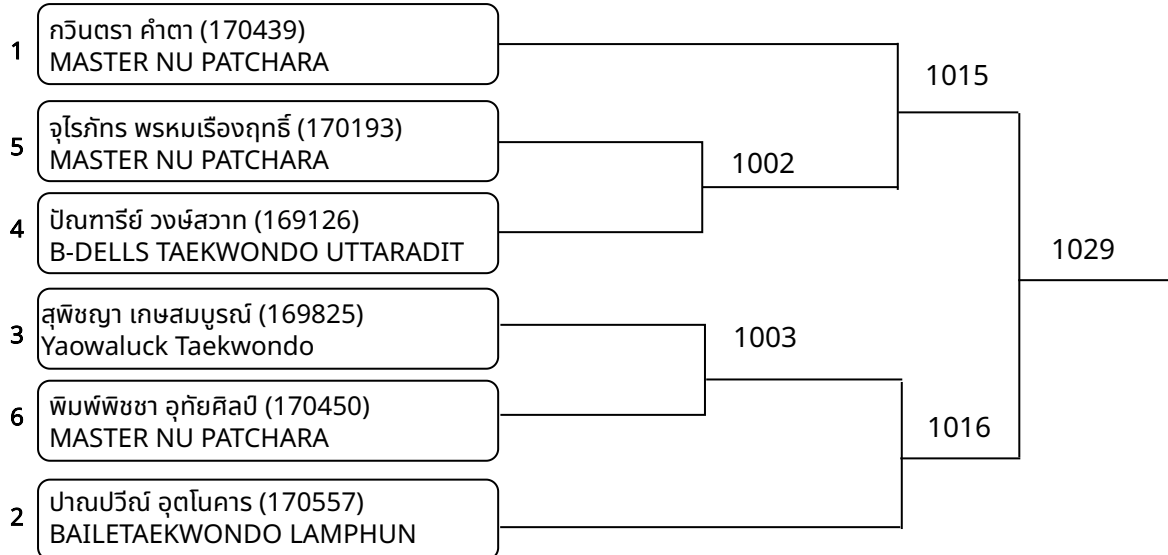 1
กวินตรา คำตา (170439)
MASTER NU PATCHARA
1015
5
จุไรภัทร พรหมเรืองฤทธิ์ (170193)
MASTER NU PATCHARA
1002
4
ปัณฑารีย์ วงษ์สวาท (169126)
B-DELLS TAEKWONDO UTTARADIT
1029
3
สุพิชญา เกษสมบูรณ์ (169825)
Yaowaluck Taekwondo
1003
6
พิมพ์พิชชา อุทัยศิลป์ (170450)
MASTER NU PATCHARA
1016
2
ปาณปวีณ์ อุตโนคาร (170557)
BAILETAEKWONDO LAMPHUN